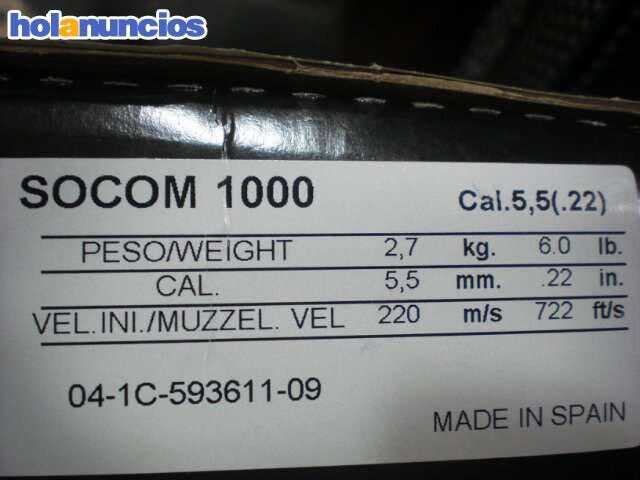 holanuncios
SOCOM 1000 Cal.5,5(.22)
PESO/WEIGHT 2,7 kg. 6.0 lb.
CAL. 5,5 mm. .22 in.
VEL.INI./MUZZEL. VEL 220 m/s 722 ft/s
04-1C-593611-09
MADE IN SPAIN